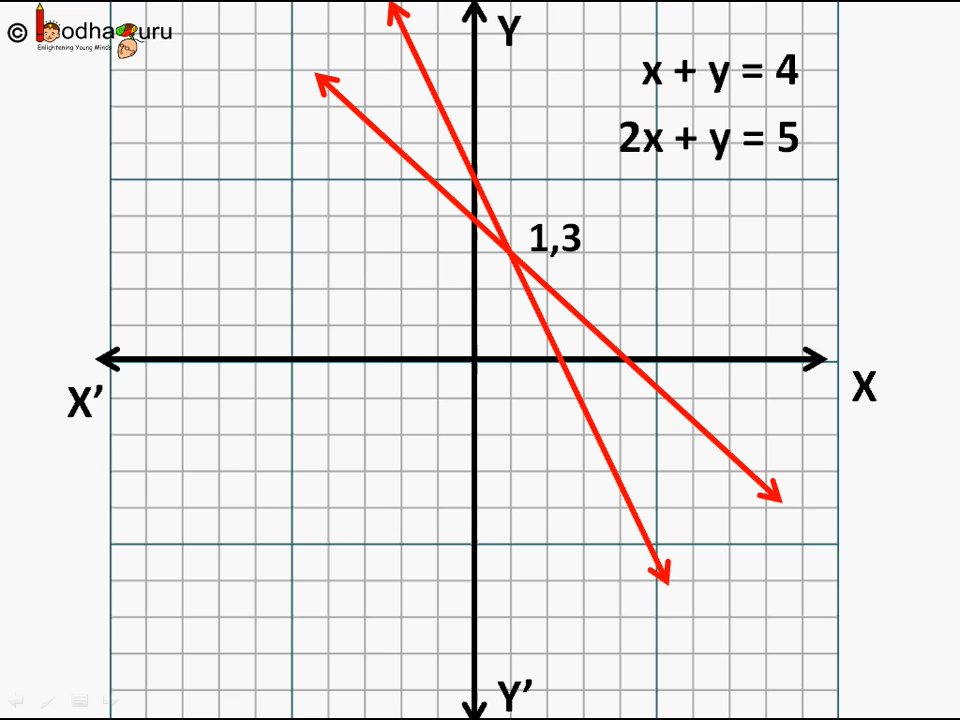 © BodhaGuru
Enlightening Young Minds
Y
x + y = 4
2x + y = 5
1,3
X’
X
Y’